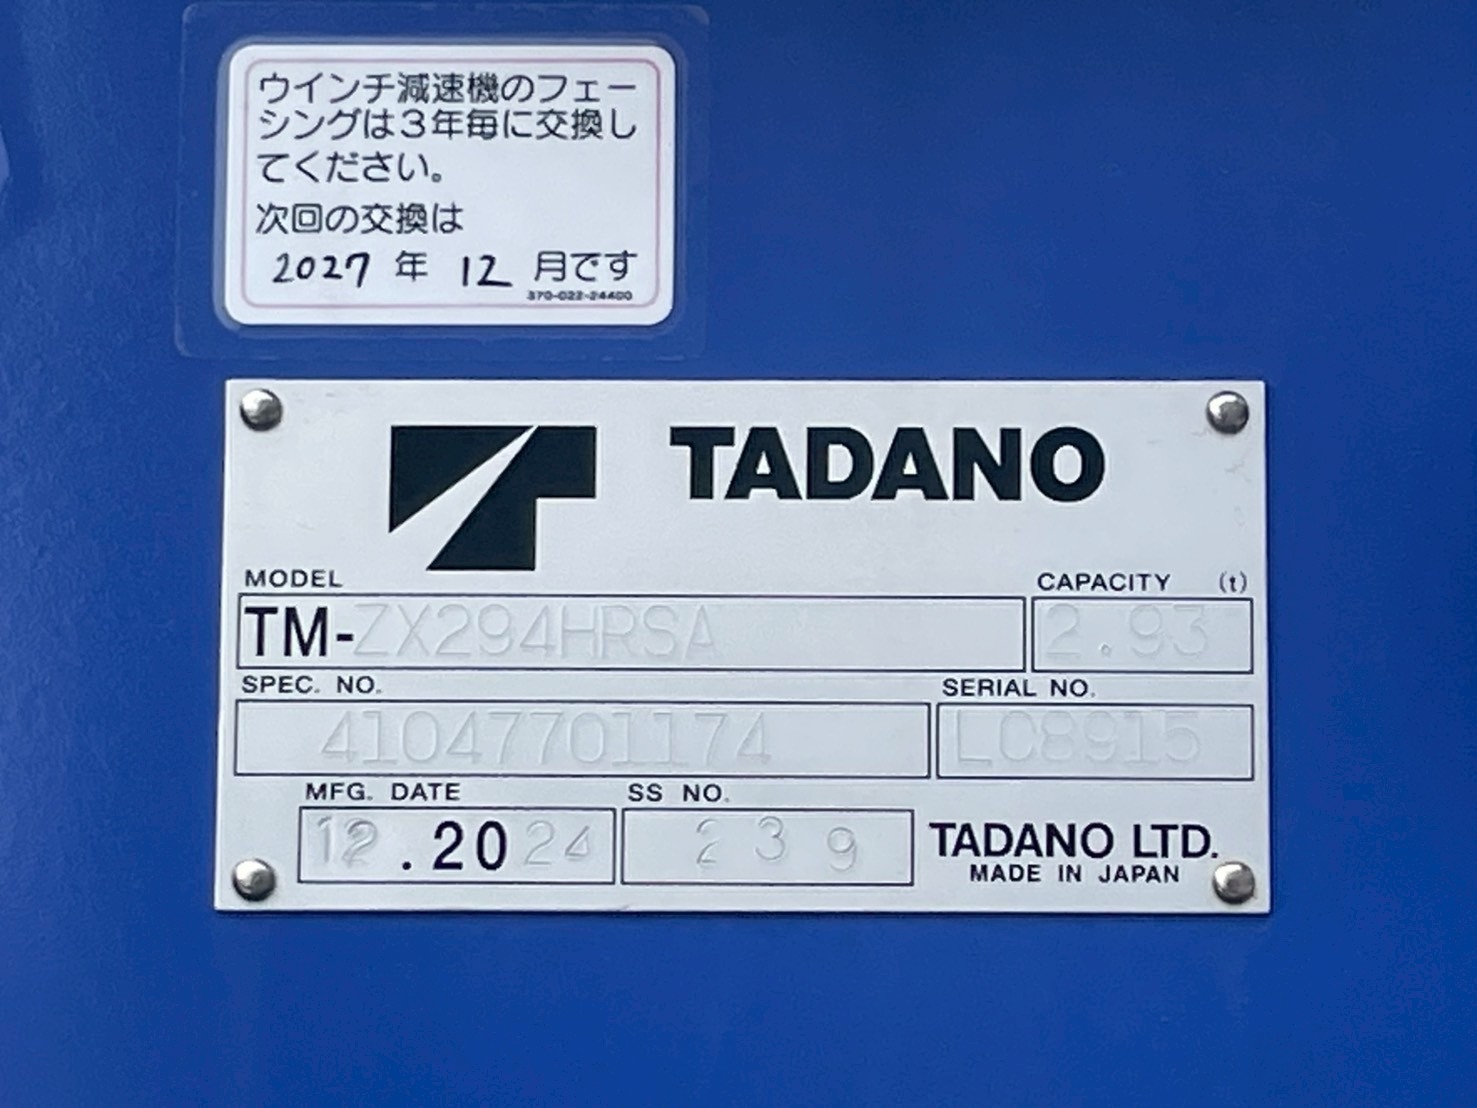 ウインチ減速機のフェー
シングは3年毎に交換し
てください。
次回の交換は
2027 年 12 月です
370-022-24400
TADANO
MODEL
CAPACITY (t)
TM-ZX294HRSA
2.93
SPEC. NO.
SERIAL NO.
41047701174
LC8915
MFG. DATE
SS NO.
12.2024
239
TADANO LTD.
MADE IN JAPAN